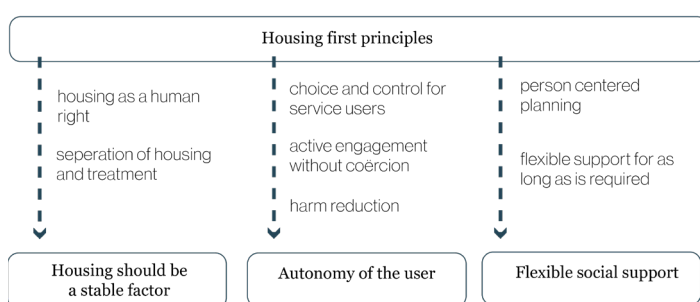 Housing first principles
housing as a human
right
seperation of housing
and treatment
choice and control for
service users
active engagement
without coërcion
harm reduction
person centered
planning
flexible support for as
long as is required
Housing should be
a stable factor
Autonomy of the user
Flexible social support